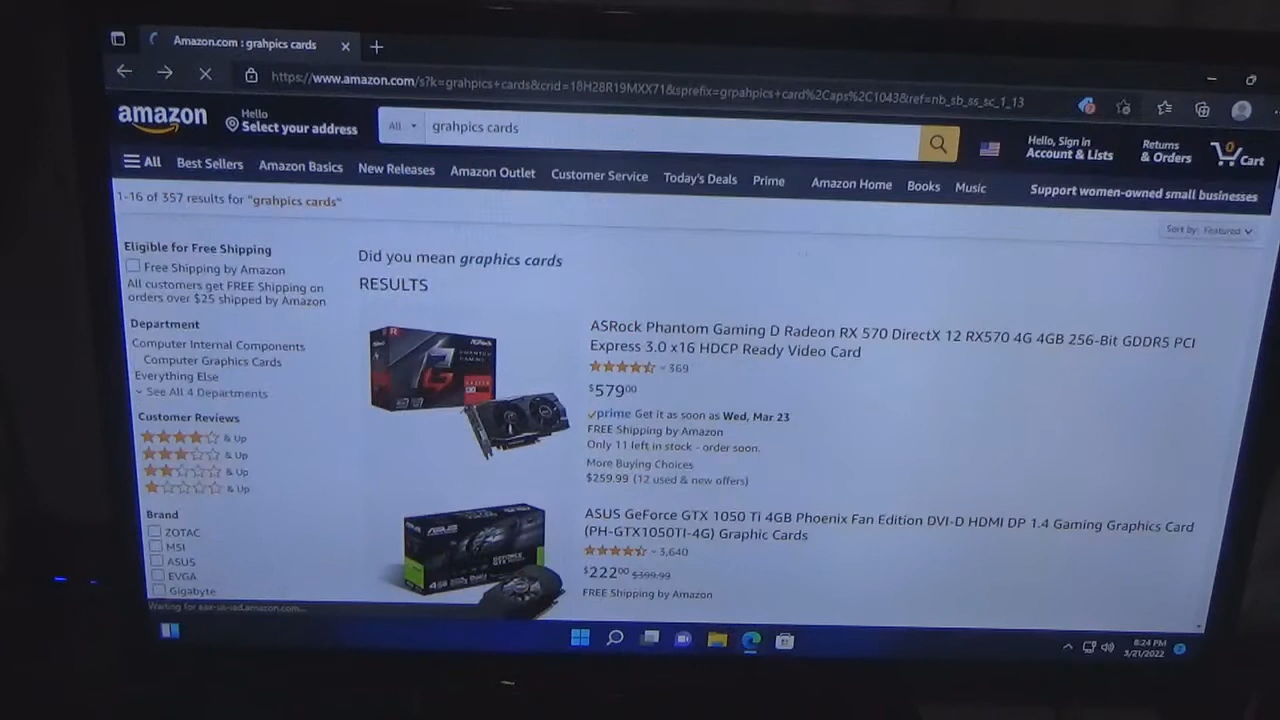 Amazon.com : grahpics cards
https://www.amazon.com/s?k=grahpics+cards&crid=18H28R19MXX71&sprefix=grpahpics+card%2Caps%2C1043&ref=nb_sb_ss_sc_1_13
amazon
Hello
Select your address
All
grahpics cards
Hello, Sign in
Account & Lists
Returns
& Orders
0
Cart
All
Best Sellers
Amazon Basics
New Releases
Amazon Outlet
Customer Service
Today's Deals
Prime
Amazon Home
Books
Music
Support women-owned small businesses
1-16 of 357 results for "grahpics cards"
Sort by: Featured
Eligible for Free Shipping
Free Shipping by Amazon
All customers get FREE Shipping on
orders over $25 shipped by Amazon
Department
Computer Internal Components
Computer Graphics Cards
Everything Else
See All 4 Departments
Customer Reviews
& Up
& Up
& Up
& Up
Brand
ZOTAC
MSI
ASUS
EVGA
Gigabyte
Did you mean graphics cards
RESULTS
PHANTOM
GAMING
ASRock Phantom Gaming D Radeon RX 570 DirectX 12 RX570 4G 4GB 256-Bit GDDR5 PCI
Express 3.0 x16 HDCP Ready Video Card
369
$57900
prime Get it as soon as Wed, Mar 23
FREE Shipping by Amazon
Only 11 left in stock - order soon.
More Buying Choices
$259.99 (12 used & new offers)
ASUS
GEFORCE
ASUS GeForce GTX 1050 Ti 4GB Phoenix Fan Edition DVI-D HDMI DP 1.4 Gaming Graphics Card
(PH-GTX1050TI-4G) Graphic Cards
3,640
$22200 $399.99
FREE Shipping by Amazon
8:24 PM
3/21/2022